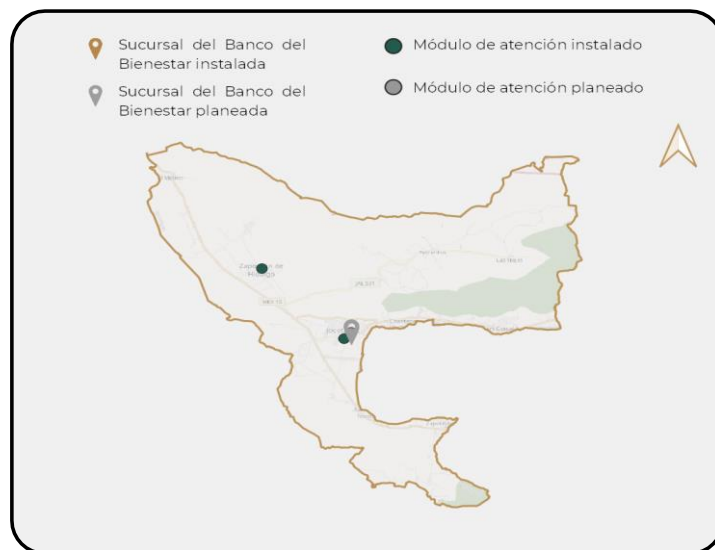 Sucursal del Banco del
Bienestar instalada
Sucursal del Banco del
Bienestar planeada
Módulo de atención instalado
Módulo de atención planeado
Hidalgo